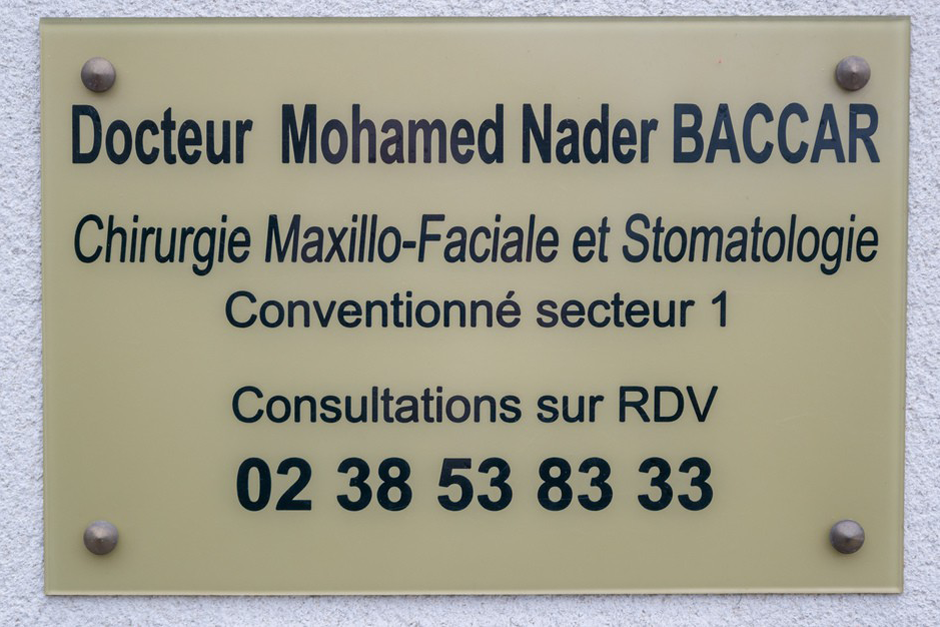 Docteur Mohamed Nader BACCAR
Chirurgie Maxillo-Faciale et Stomatologie
Conventionné secteur 1
Consultations sur RDV
02 38 53 83 33